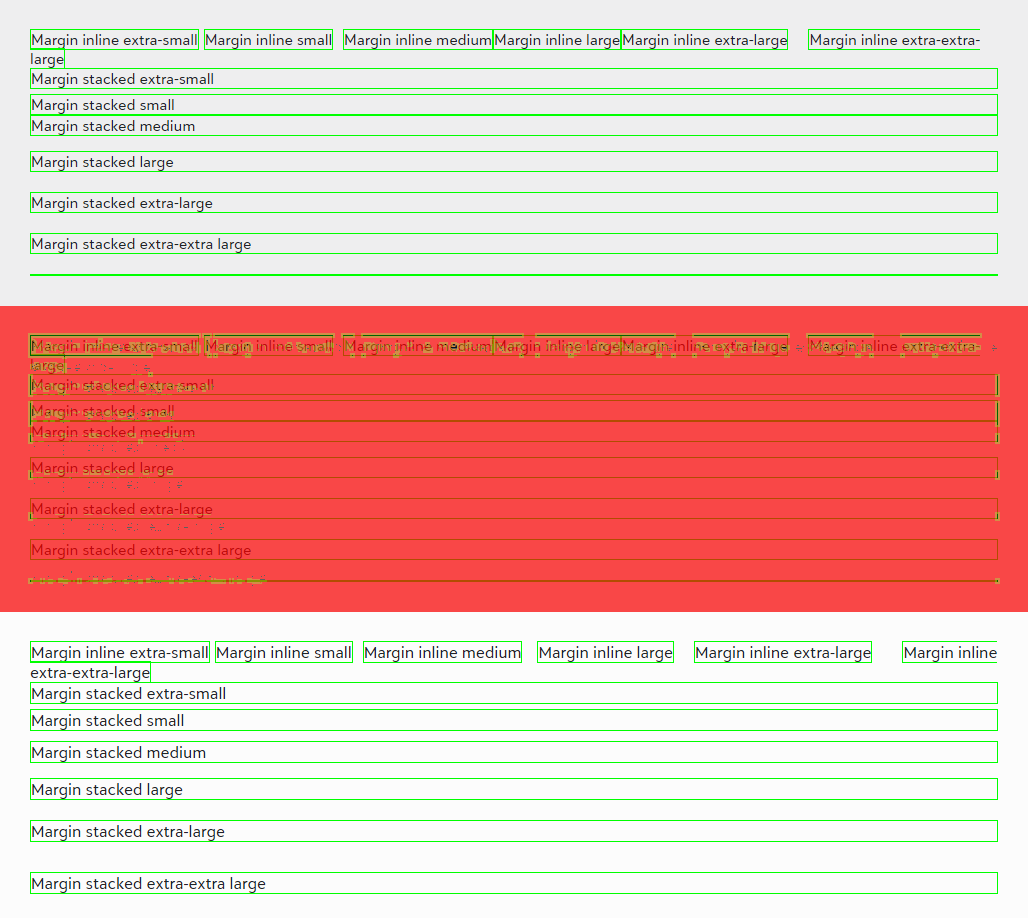 Margin inline extra-small Margin inline small Margin inline medium Margin inline large Margin inline extra-large Margin inline extra-extra-
large
Margin stacked extra-small
Margin stacked small
Margin stacked medium
Margin stacked large
Margin stacked extra-large
Margin stacked extra-extra large
Margin inline extra-small Margin inline small Margin inline medium Margin inline large Margin inline extra-large Margin inline extra-extra-
large
Margin stacked extra-small
Margin stacked small
Margin stacked medium
Margin stacked large
Margin stacked extra-large
Margin stacked extra-extra large
Margin inline extra-small Margin inline small Margin inline medium Margin inline large Margin inline extra-large Margin inline
extra-extra-large
Margin stacked extra-small
Margin stacked small
Margin stacked medium
Margin stacked large
Margin stacked extra-large
Margin stacked extra-extra large